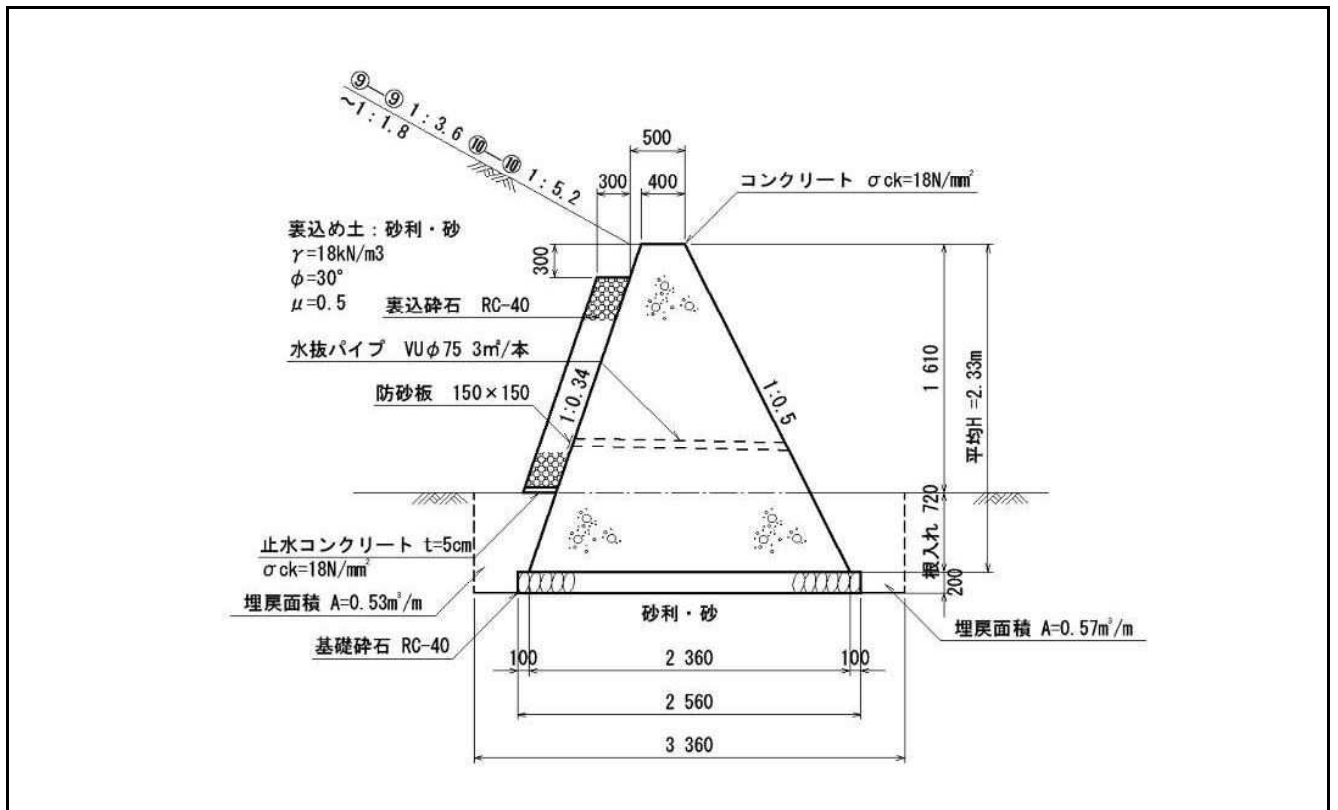 ⑨―⑨ 1:3.6 ⑩―⑩ 1:5.2
～1:1.8
500
300
400
コンクリート σck=18N/mm²
裏込め土:砂利・砂
γ=18kN/m3
φ=30°
μ=0.5
300
裏込砕石 RC-40
水抜パイプ VUφ75 3㎡/本
防砂板 150×150
1:0.34
1:0.5
1 610
平均H =2.33m
止水コンクリート t=5cm
σck=18N/mm²
根入れ 720
200
埋戻面積 A=0.53m³/m
砂利・砂
埋戻面積 A=0.57m³/m
基礎砕石 RC-40
100
2 360
100
2 560
3 360